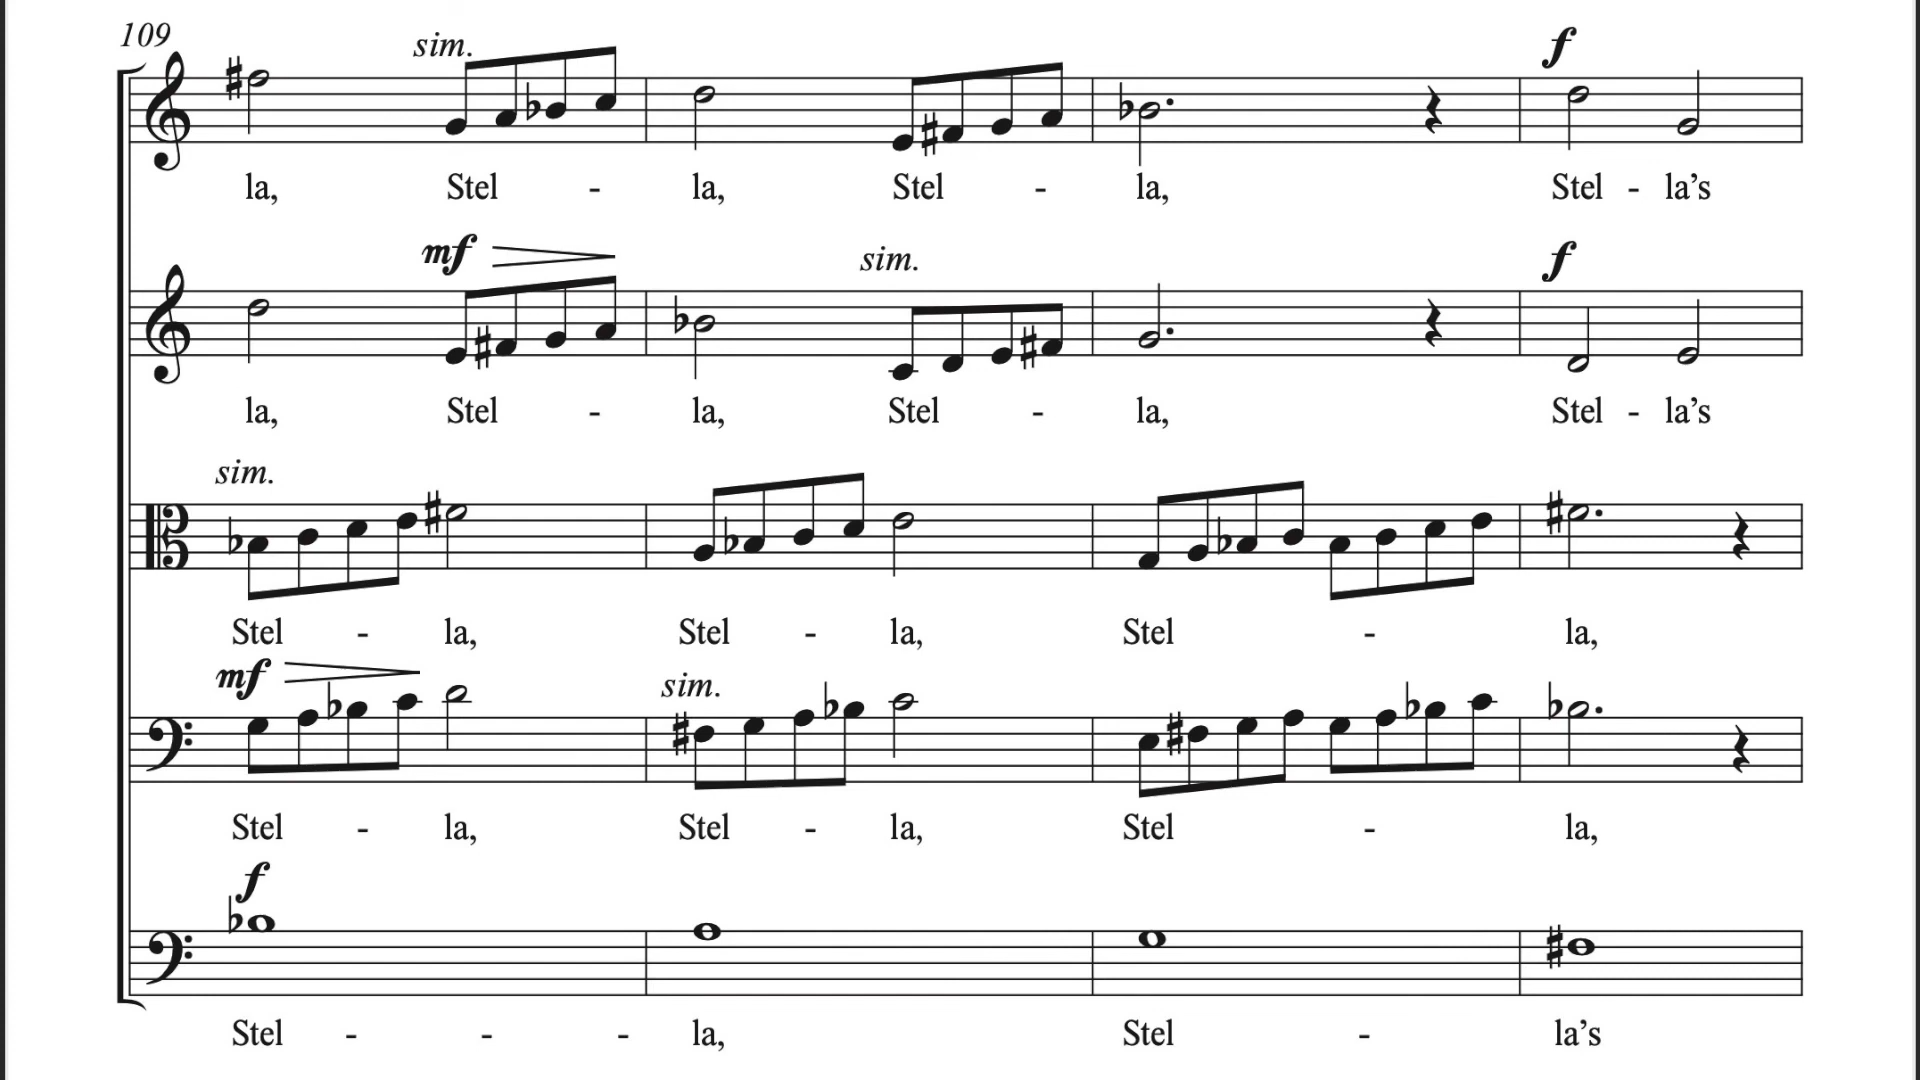 109
sim.
la, Stel - la, Stel - la, Stel - la’s
f
mf sim. f
la, Stel - la, Stel - la, Stel - la’s
sim.
Stel - la, Stel - la, Stel - la,
mf sim.
Stel - la, Stel - la, Stel - la,
f
Stel - - - la, Stel - la’s